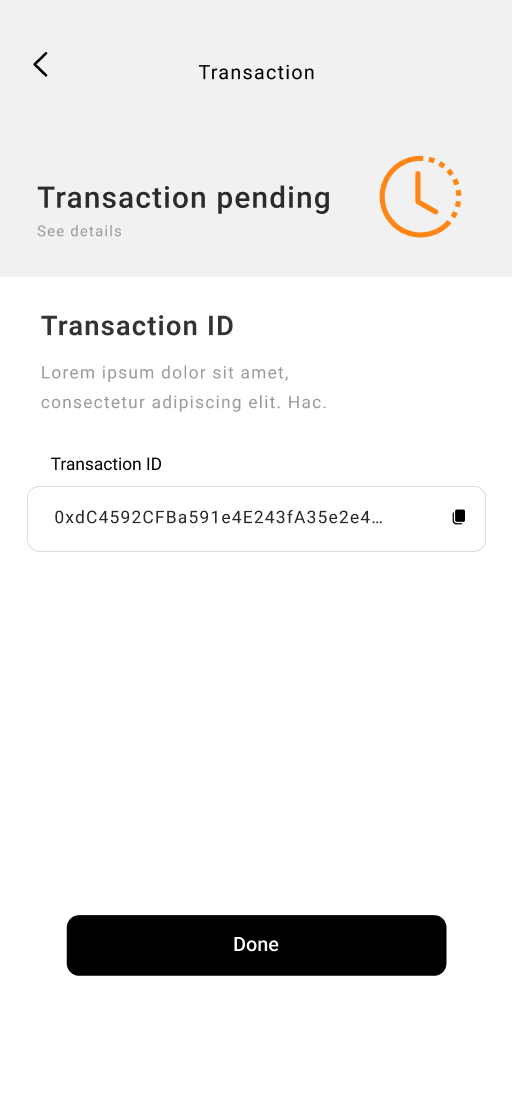 Transaction
Transaction pending
See details
Transaction ID
Lorem ipsum dolor sit amet,
consectetur adipiscing elit. Hac.
Transaction ID
0xdC4592CFBa591e4E243fA35e2e4...
Done